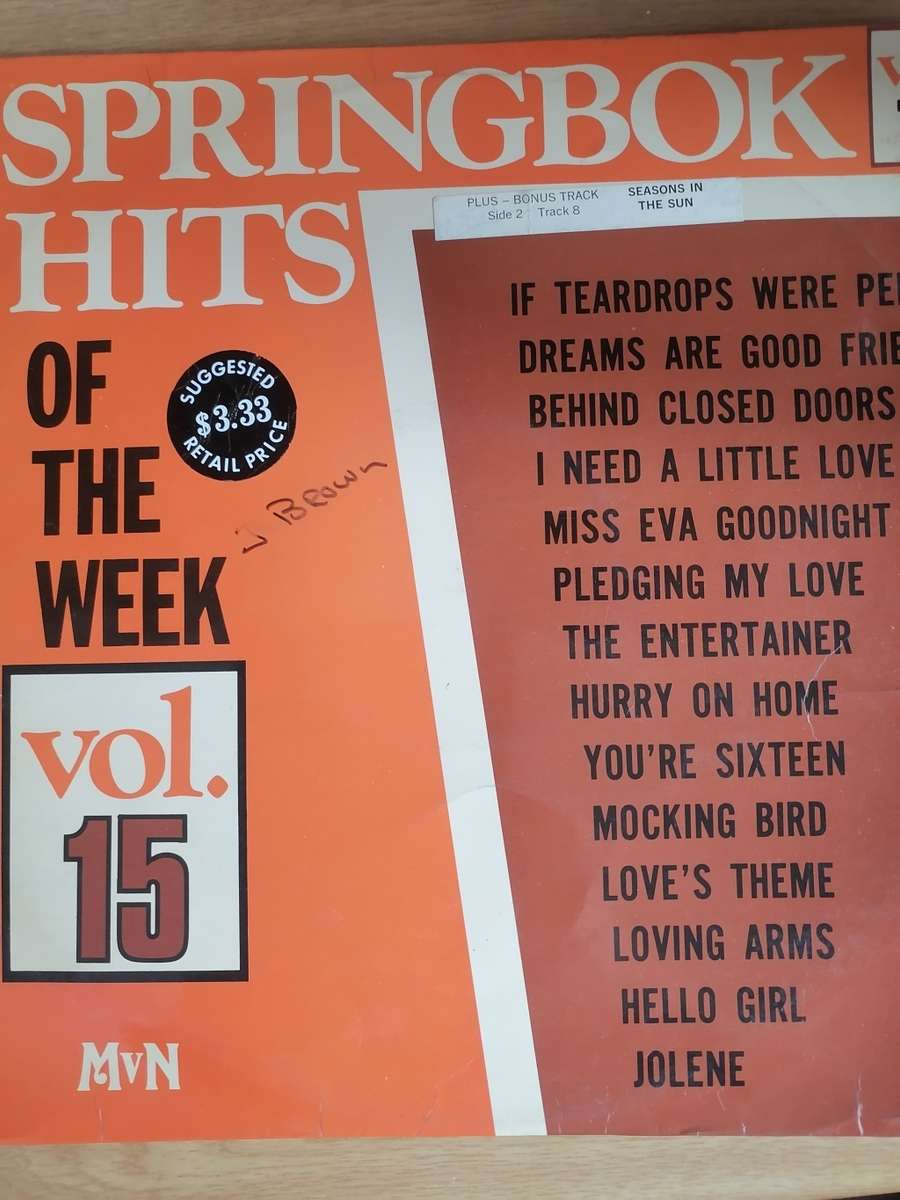 SPRINGBOK
HITS
OF
THE
WEEK
SUGGESTED
$3.33
RETAIL PRICE
J Brown
vol.
15
MvN
PLUS – BONUS TRACK SEASONS IN
Side 2 Track 8 THE SUN
IF TEARDROPS WERE
DREAMS ARE GOOD
BEHIND CLOSED DOORS
I NEED A LITTLE LOVE
MISS EVA GOODNIGHT
PLEDGING MY LOVE
THE ENTERTAINER
HURRY ON HOME
YOU'RE SIXTEEN
MOCKING BIRD
LOVE'S THEME
LOVING ARMS
HELLO GIRL
JOLENE